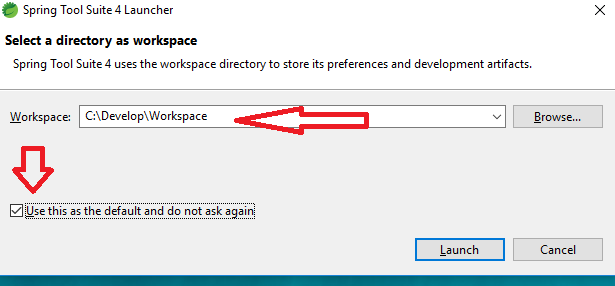 Spring Tool Suite 4 Launcher
Select a directory as workspace
Spring Tool Suite 4 uses the workspace directory to store its preferences and development artifacts.
Workspace: C:\Develop\Workspace Browse...
Use this as the default and do not ask again
Launch Cancel